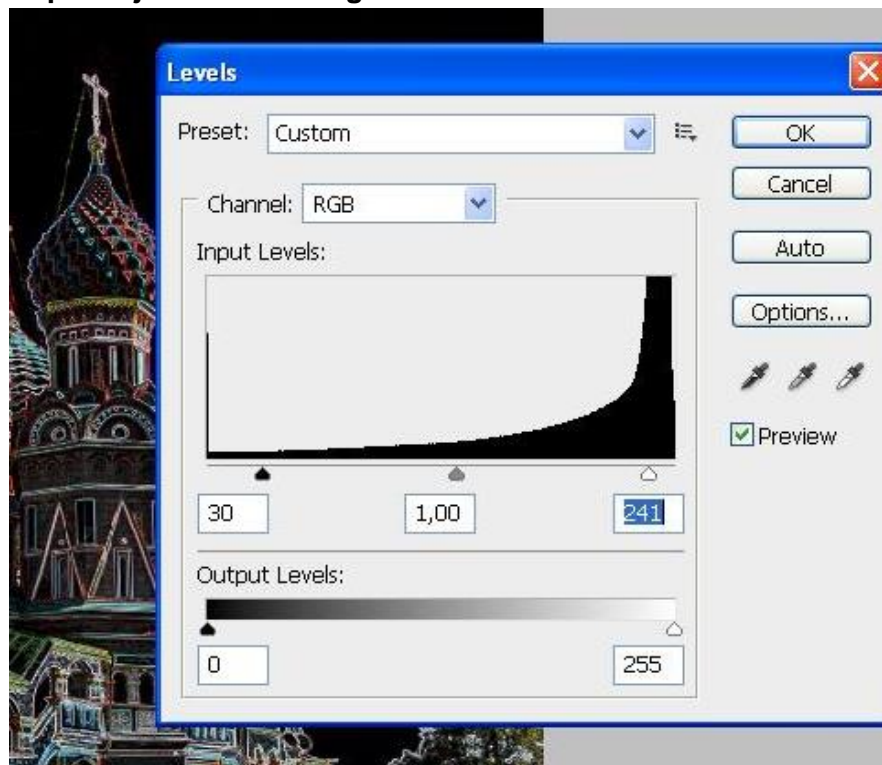 Levels
Preset: Custom
OK
Cancel
Channel: RGB
Auto
Input Levels:
Options...
Preview
30 1,00 241
Output Levels:
0 255